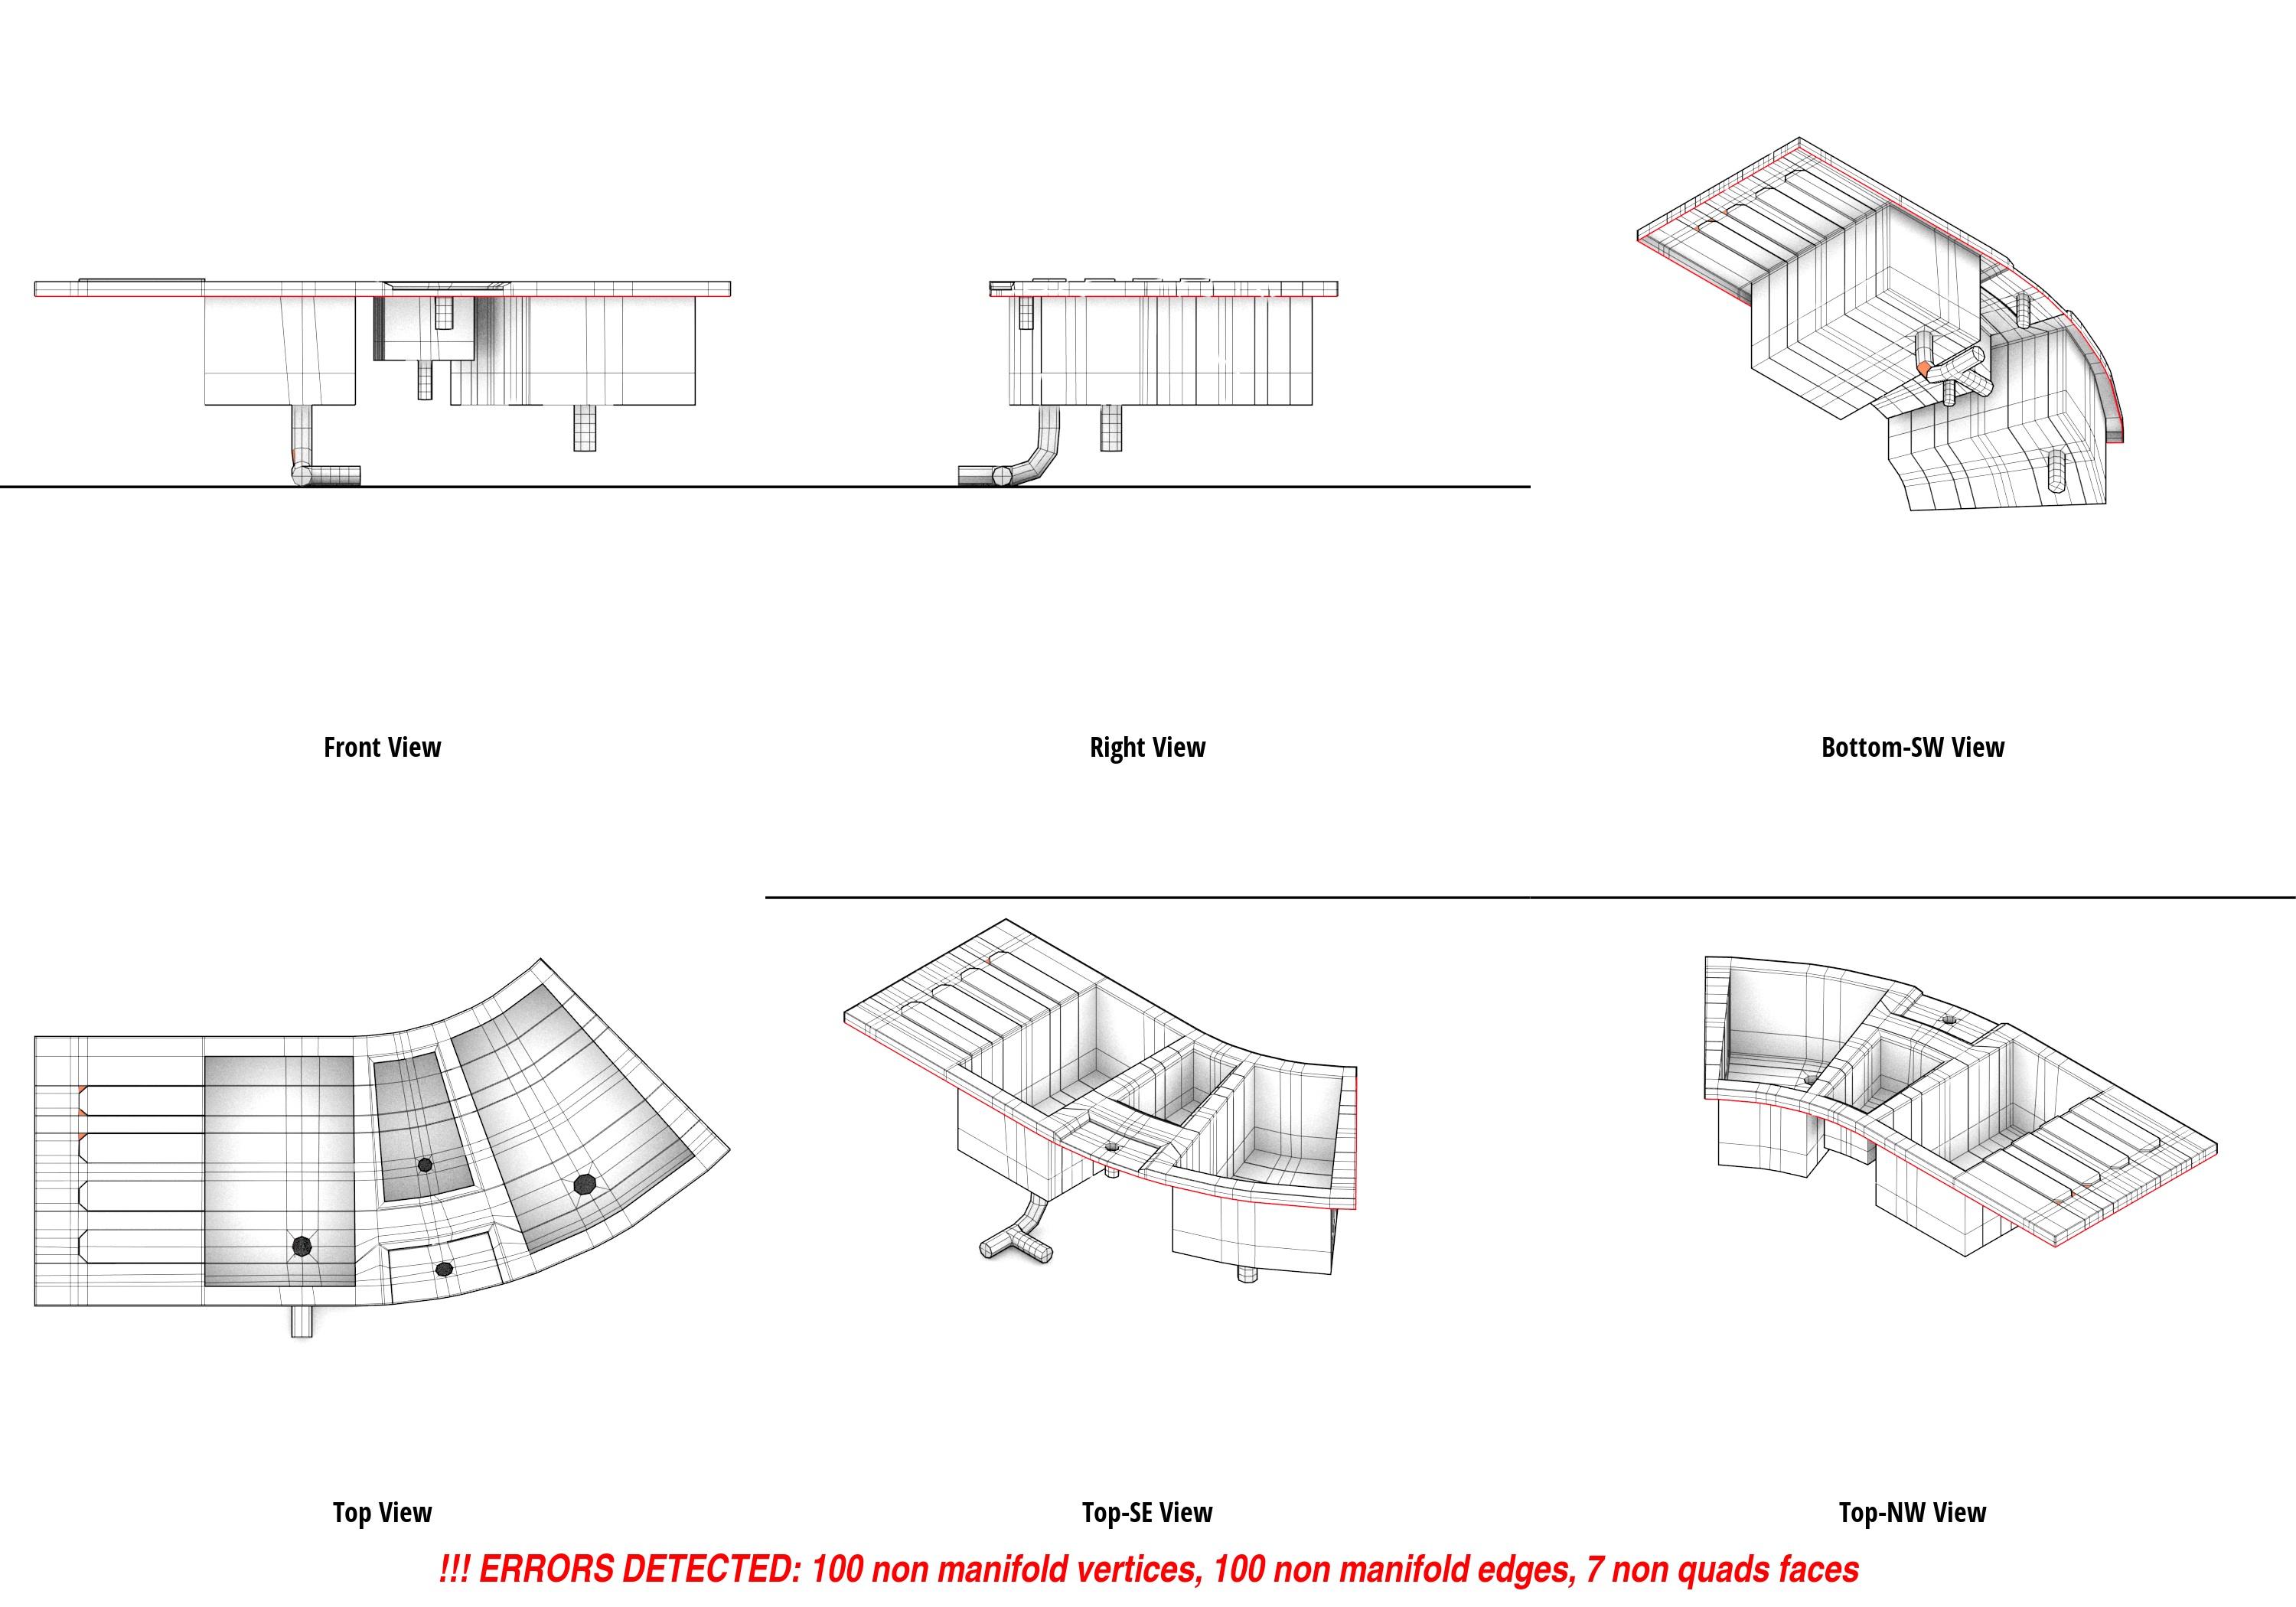 Front View
Right View
Bottom-SW View
Top View
Top-SE View
Top-NW View
!!! ERRORS DETECTED: 100 non manifold vertices, 100 non manifold edges, 7 non quads faces